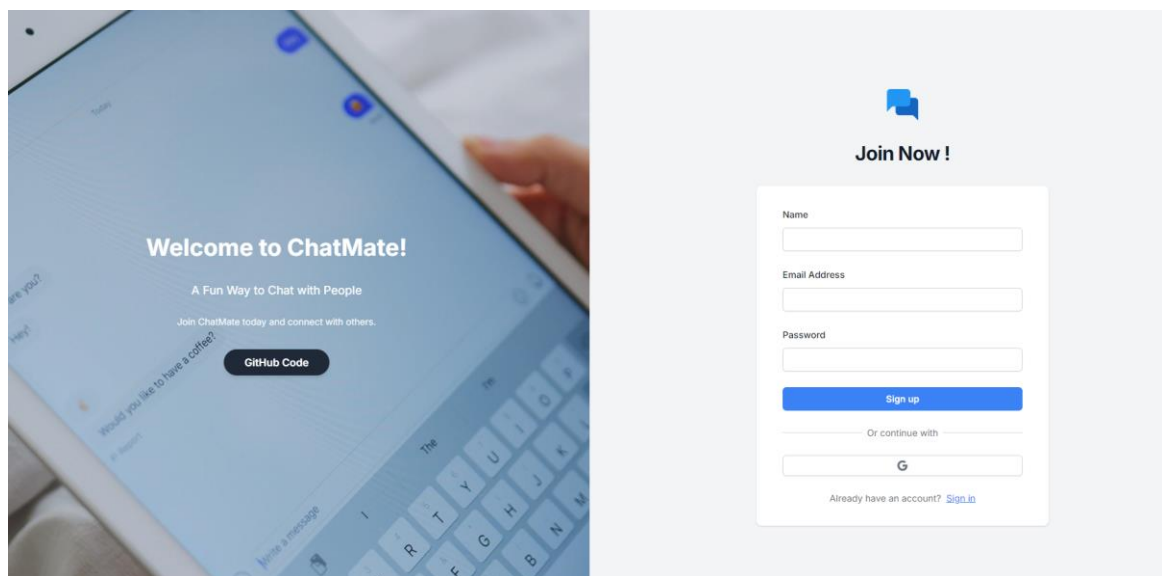 Today
Welcome to ChatMate!
A Fun Way to Chat with People
Join ChatMate today and connect with others.
GitHub Code
are you?
Hey!
Would you like to have a coffee?
Write a message
I
The
I'm
R
T
Y
U
I
O
P
G
H
J
K
L
V
B
N
M
Join Now !
Name
Email Address
Password
Sign up
Or continue with
G
Already have an account? Sign in